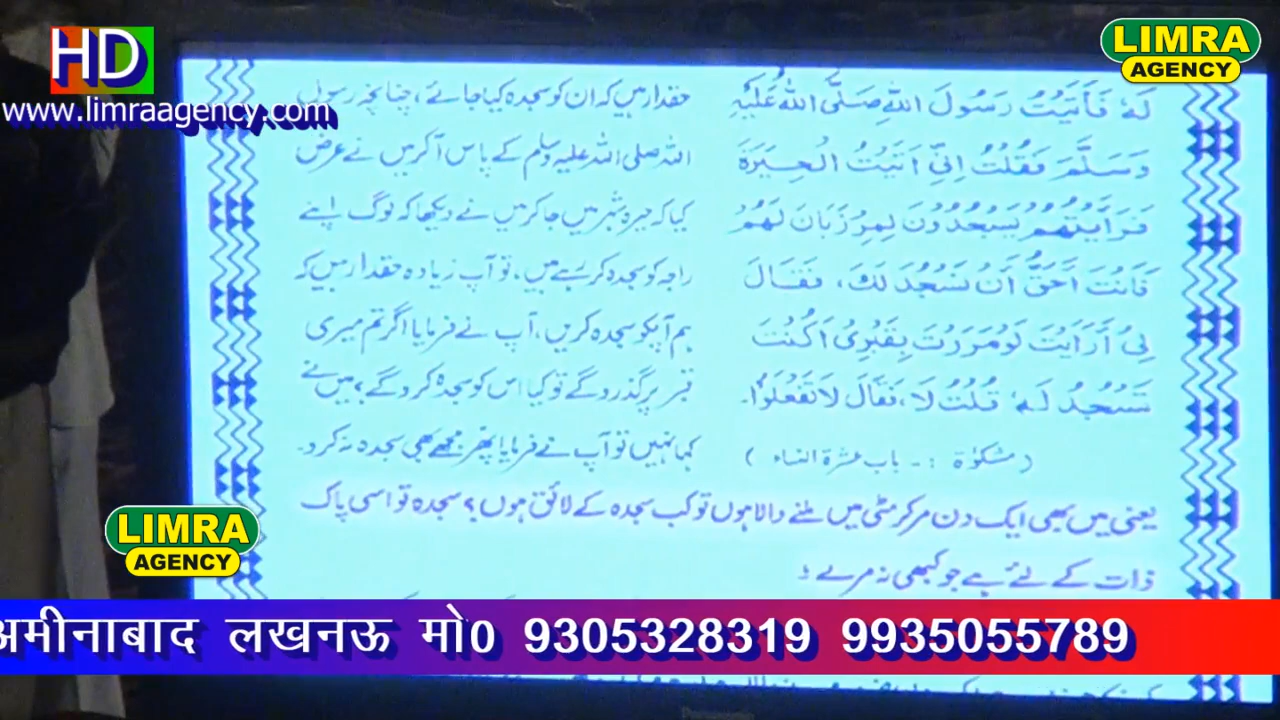 HD
www.limraagency.com
LIMRA
AGENCY
لَهٗ فَاَتَيْتُ رَسُوْلَ اللّٰهِ صَلَّى اللّٰهُ عَلَيْهِ
وَسَلَّمَ فَقُلْتُ اِنِّيْ اَتَيْتُ الْحِيْرَةَ
فَرَاَيْتُهُمْ يَسْجُدُوْنَ لِمَرْزُبَانٍ لَهُمْ
فَاَنْتَ اَحَقُّ اَنْ نَسْجُدَ لَكَ، فَقَالَ
لِيْ اَرَاَيْتَ لَوْ مَرَرْتَ بِقَبْرِيْ اَكُنْتَ
تَسْجُدُ لَهٗ قُلْتُ لَا، فَقَالَ لَا تَفْعَلُوْا۔
(مشکوٰة :۔ باب عشرة النساء)
حقدار ہیں کہ ان کو سجدہ کیا جائے، چنانچہ رسول
اللہ صلی اللہ علیہ وسلم کے پاس آکر میں نے عرض
کیا کہ حیرہ شہر میں جاکر میں نے دیکھا کہ لوگ اپنے
راجہ کو سجدہ کر رہے ہیں، تو آپ زیادہ حقدار ہیں کہ
ہم آپکو سجدہ کریں، آپ نے فرمایا اگر تم میری
قبر پر گذرو گے تو کیا اس کو سجدہ کرو گے؟ میں نے
کہا نہیں تو آپ نے فرمایا پھر مجھے بھی سجدہ نہ کرو۔
یعنی میں بھی ایک دن مر کر مٹی میں ملنے والا ہوں تو کب سجدہ کے لائق ہوں؟ سجدہ تو اسی پاک
ذات کے لئے ہے جو کبھی نہ مرے!
LIMRA
AGENCY
अमीनाबाद लखनऊ मो0 9305328319 9935055789